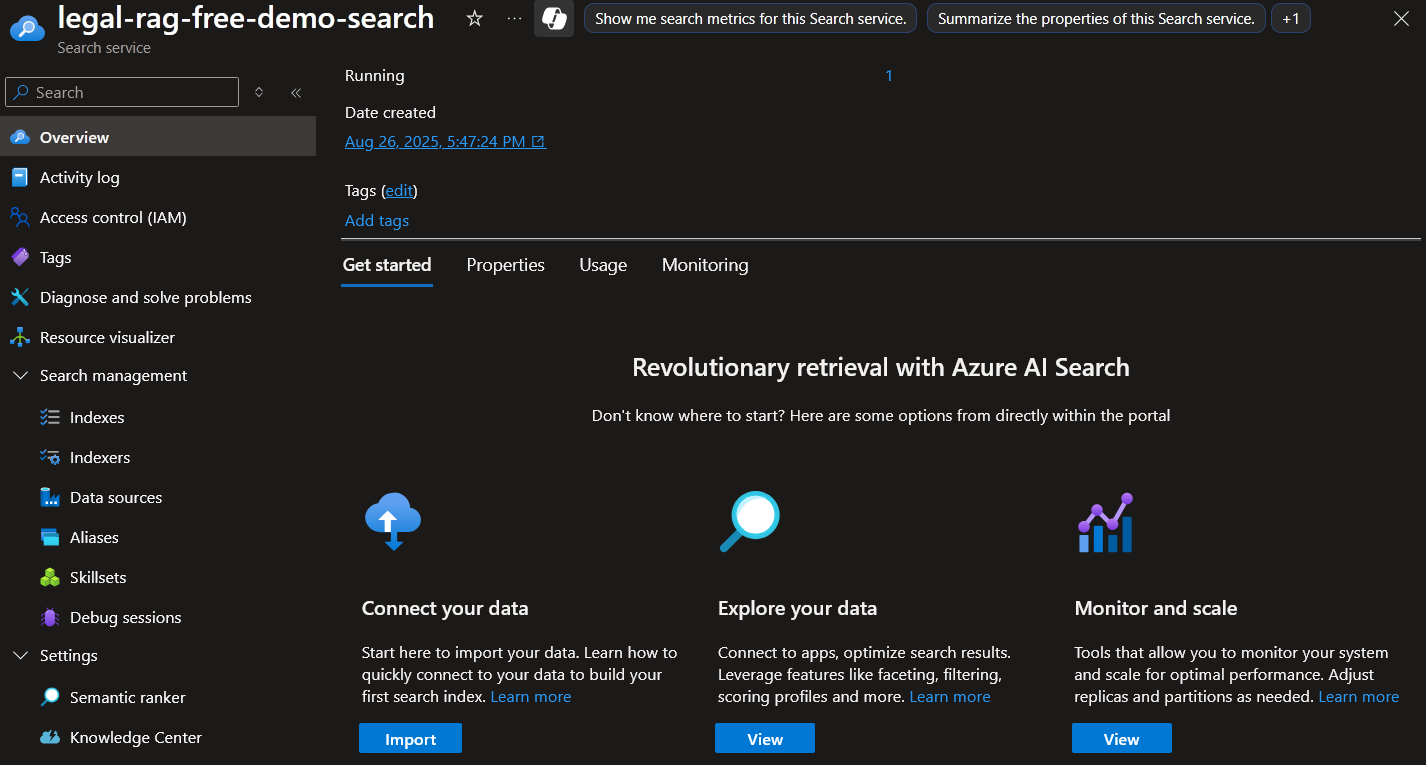 legal-rag-free-demo-search
Show me search metrics for this Search service.
Summarize the properties of this Search service.
+1
Search service
Search
Overview
Activity log
Access control (IAM)
Tags
Diagnose and solve problems
Resource visualizer
Search management
Indexes
Indexers
Data sources
Aliases
Skillsets
Debug sessions
Settings
Semantic ranker
Knowledge Center
Running
1
Date created
Aug 26, 2025, 5:47:24 PM
Tags (edit)
Add tags
Get started
Properties
Usage
Monitoring
Revolutionary retrieval with Azure AI Search
Don't know where to start? Here are some options from directly within the portal
Connect your data
Start here to import your data. Learn how to
quickly connect to your data to build your
first search index. Learn more
Import
Explore your data
Connect to apps, optimize search results.
Leverage features like faceting, filtering,
scoring profiles and more. Learn more
View
Monitor and scale
Tools that allow you to monitor your system
and scale for optimal performance. Adjust
replicas and partitions as needed. Learn more
View